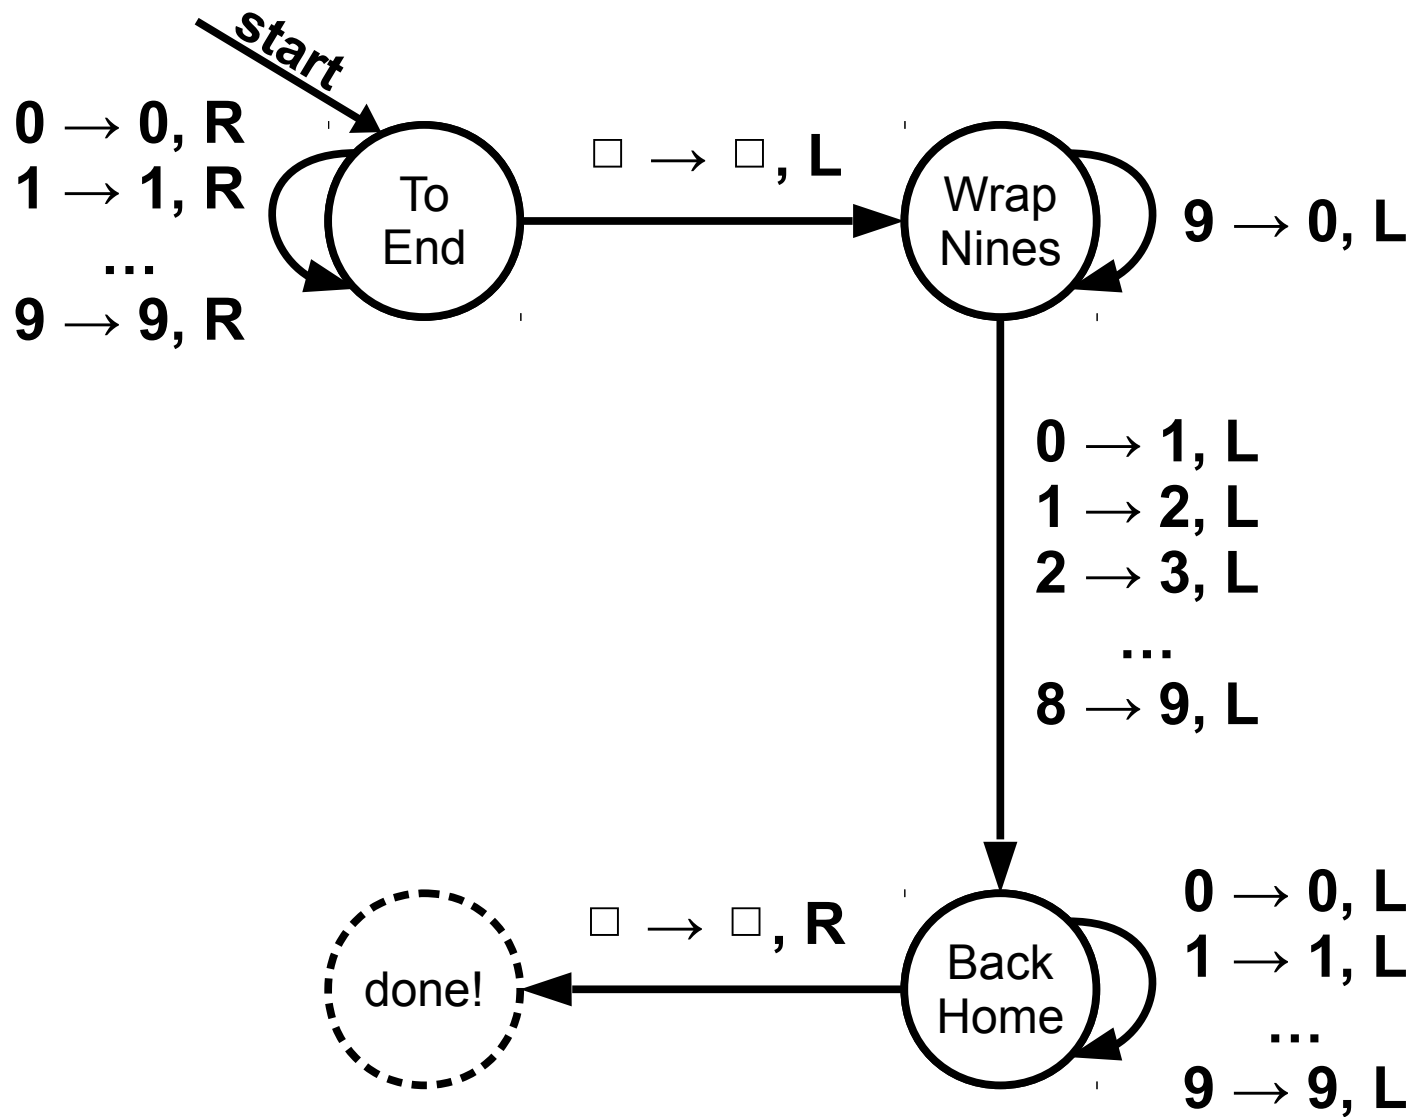 start
0 → 0, R
1 → 1, R
...
9 → 9, R
To
End
□ → □, L
Wrap
Nines
9 → 0, L
0 → 1, L
1 → 2, L
2 → 3, L
...
8 → 9, L
done!
□ → □, R
Back
Home
0 → 0, L
1 → 1, L
...
9 → 9, L